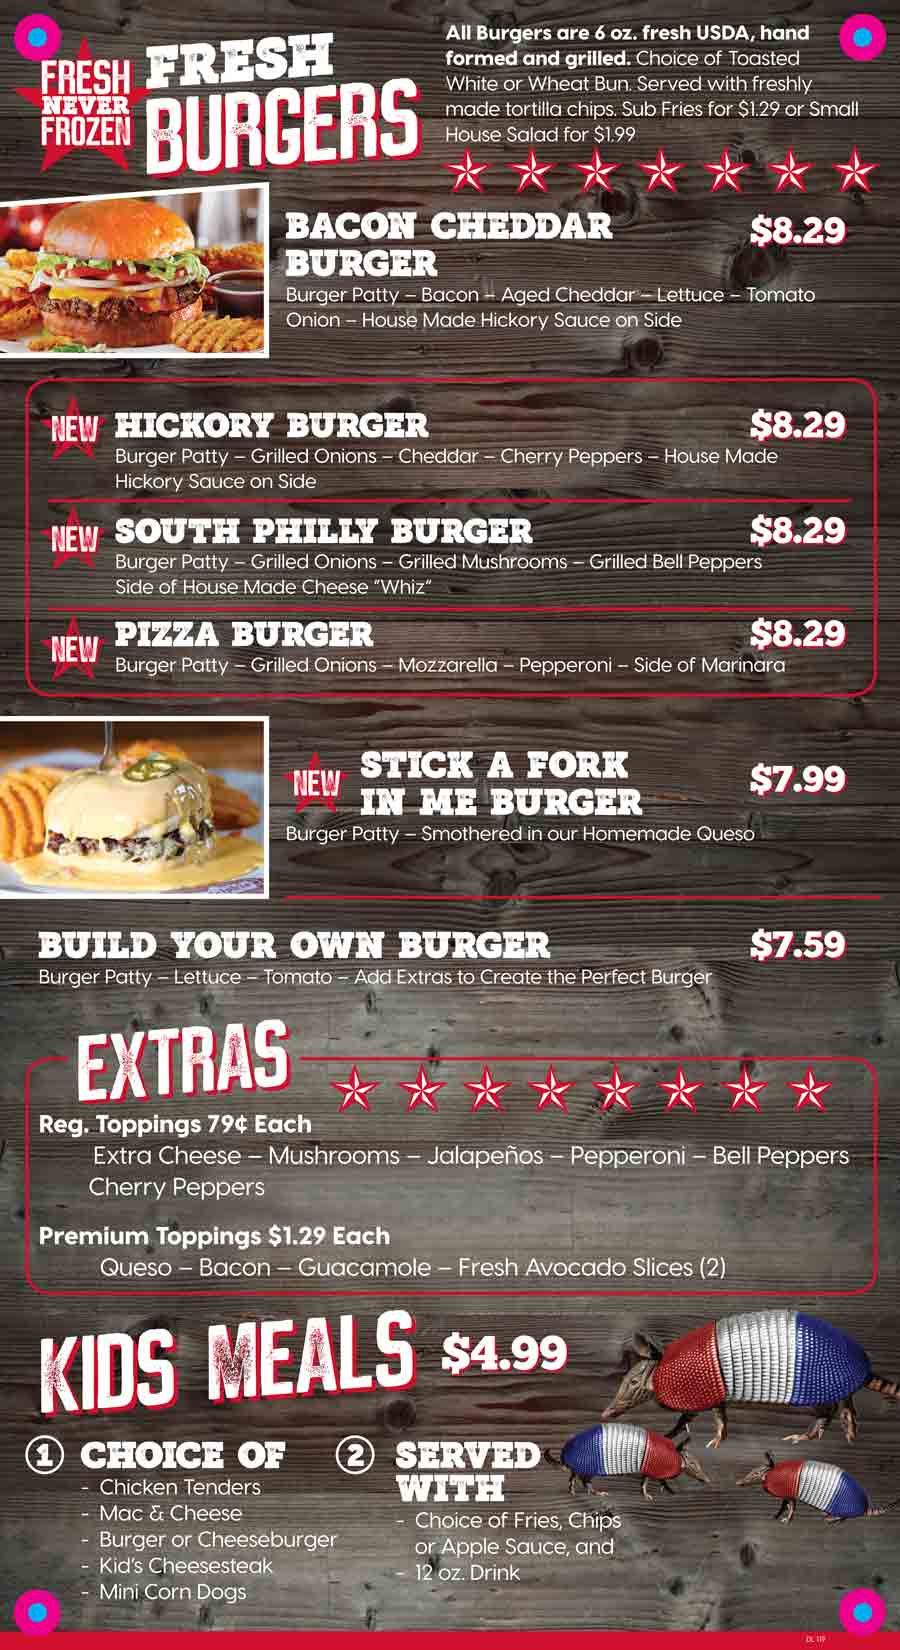 FRESH
NEVER
FROZEN
FRESH
BURGERS
All Burgers are 6 oz. fresh USDA, hand
formed and grilled. Choice of Toasted
White or Wheat Bun. Served with freshly
made tortilla chips. Sub Fries for $1.29 or Small
House Salad for $1.99
BACON CHEDDAR
BURGER
$8.29
Burger Patty – Bacon – Aged Cheddar – Lettuce – Tomato
Onion – House Made Hickory Sauce on Side
NEW HICKORY BURGER $8.29
Burger Patty – Grilled Onions – Cheddar – Cherry Peppers – House Made
Hickory Sauce on Side
NEW SOUTH PHILLY BURGER $8.29
Burger Patty – Grilled Onions – Grilled Mushrooms – Grilled Bell Peppers
Side of House Made Cheese "Whiz"
NEW PIZZA BURGER $8.29
Burger Patty – Grilled Onions – Mozzarella – Pepperoni – Side of Marinara
NEW STICK A FORK
IN ME BURGER
$7.99
Burger Patty – Smothered in our Homemade Queso
BUILD YOUR OWN BURGER $7.59
Burger Patty – Lettuce – Tomato – Add Extras to Create the Perfect Burger
EXTRAS
Reg. Toppings 79¢ Each
Extra Cheese – Mushrooms – Jalapeños – Pepperoni – Bell Peppers
Cherry Peppers
Premium Toppings $1.29 Each
Queso – Bacon – Guacamole – Fresh Avocado Slices (2)
KIDS MEALS $4.99
1 CHOICE OF
- Chicken Tenders
- Mac & Cheese
- Burger or Cheeseburger
- Kid's Cheesesteak
- Mini Corn Dogs
2 SERVED
WITH
- Choice of Fries, Chips
or Apple Sauce, and
- 12 oz. Drink
DL 119